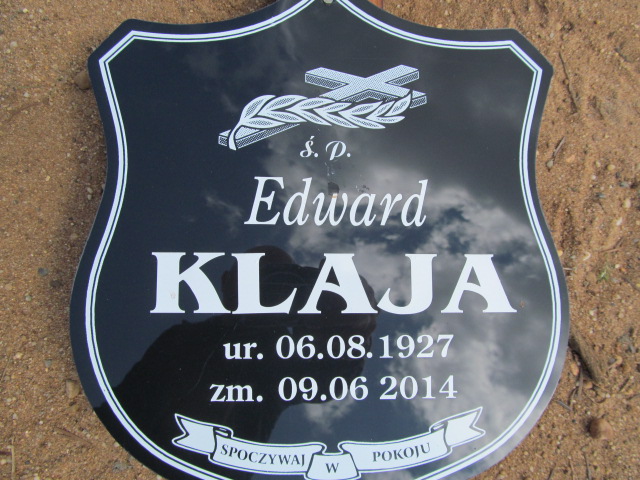 Ś. P.
Edward
KLAJA
ur. 06.08.1927
zm. 09.06 2014
SPOCZYWAJ W POKOJU